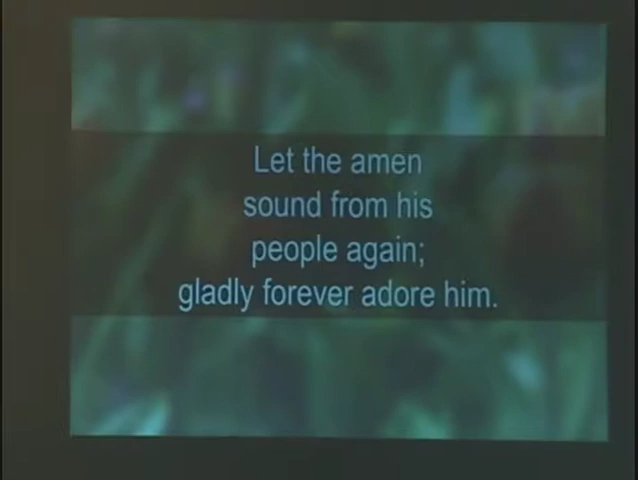 Let the amen
sound from his
people again;
gladly forever adore him.